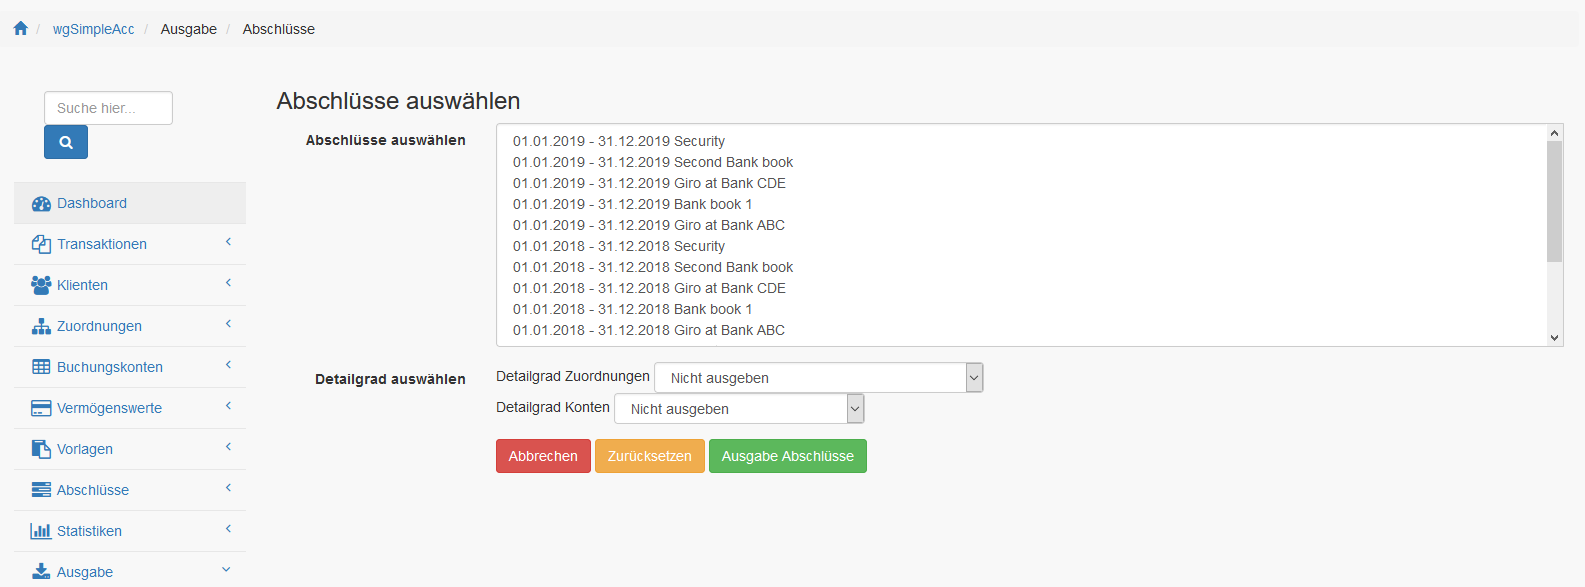 / wgSimpleAcc / Ausgabe / Abschlüsse
Suche hier...
Dashboard
Transaktionen
Klienten
Zuordnungen
Buchungskonten
Vermögenswerte
Vorlagen
Abschlüsse
Statistiken
Ausgabe
Abschlüsse auswählen
Abschlüsse auswählen
01.01.2019 - 31.12.2019 Security
01.01.2019 - 31.12.2019 Second Bank book
01.01.2019 - 31.12.2019 Giro at Bank CDE
01.01.2019 - 31.12.2019 Bank book 1
01.01.2019 - 31.12.2019 Giro at Bank ABC
01.01.2018 - 31.12.2018 Security
01.01.2018 - 31.12.2018 Second Bank book
01.01.2018 - 31.12.2018 Giro at Bank CDE
01.01.2018 - 31.12.2018 Bank book 1
01.01.2018 - 31.12.2018 Giro at Bank ABC
Detailgrad auswählen
Detailgrad Zuordnungen Nicht ausgeben
Detailgrad Konten Nicht ausgeben
Abbrechen Zurücksetzen Ausgabe Abschlüsse